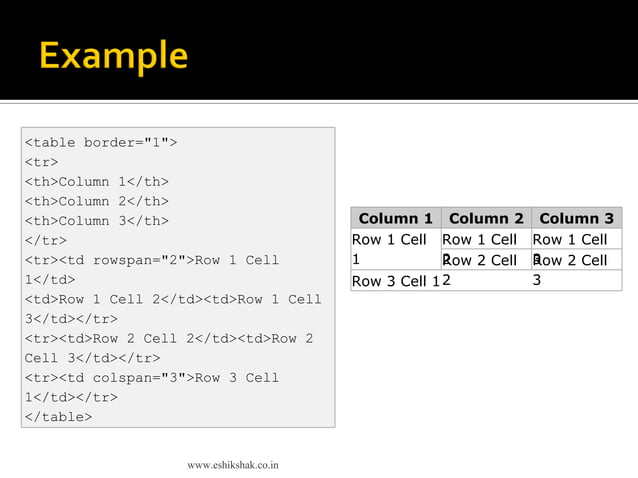 Example
<table border="1">
<tr>
<th>Column 1</th>
<th>Column 2</th>
<th>Column 3</th>
</tr>
<tr><td rowspan="2">Row 1 Cell
1</td>
<td>Row 1 Cell 2</td><td>Row 1 Cell
3</td></tr>
<tr><td>Row 2 Cell 2</td><td>Row 2
Cell 3</td></tr>
<tr><td colspan="3">Row 3 Cell
1</td></tr>
</table>
Column 1 Column 2 Column 3
Row 1 Cell Row 1 Cell Row 1 Cell
1 2 3
Row 2 Cell Row 2 Cell
2 3
Row 3 Cell 1
www.eshikshak.co.in